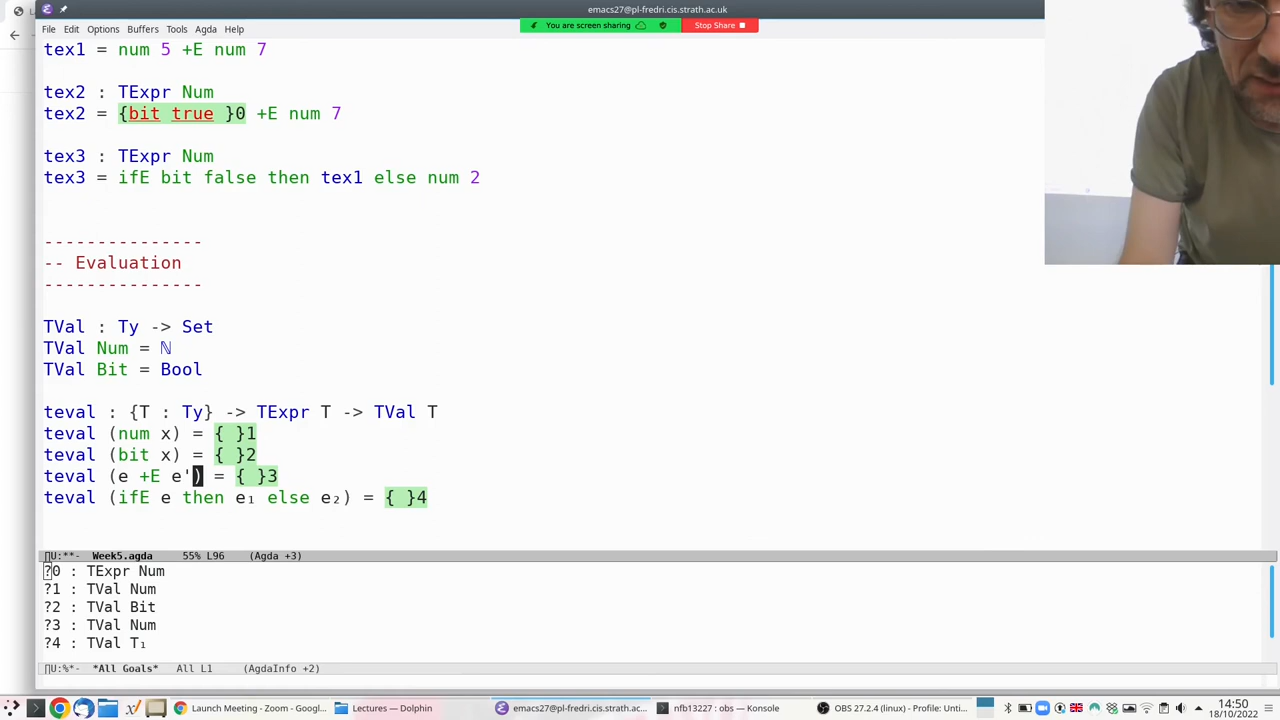 emacs27@pl-fredri.cis.strath.ac.uk
File Edit Options Buffers Tools Agda Help
You are screen sharing
Stop Share
tex1 = num 5 +E num 7
tex2 : TExpr Num
tex2 = {bit true }0 +E num 7
tex3 : TExpr Num
tex3 = ifE bit false then tex1 else num 2
---------------
-- Evaluation
---------------
TVal : Ty -> Set
TVal Num = ℕ
TVal Bit = Bool
teval : {T : Ty} -> TExpr T -> TVal T
teval (num x) = { }1
teval (bit x) = { }2
teval (e +E e') = { }3
teval (ifE e then e₁ else e₂) = { }4
U:**- Week5.agda 55% L96 (Agda +3)
?0 : TExpr Num
?1 : TVal Num
?2 : TVal Bit
?3 : TVal Num
?4 : TVal T₁
U:%*- *All Goals* All L1 (AgdaInfo +2)
Launch Meeting - Zoom - Google...
Lectures — Dolphin
emacs27@pl-fredri.cis.strath.ac...
nfb13227 : obs — Konsole
OBS 27.2.4 (linux) - Profile: Unti...
14:50
18/10/2022